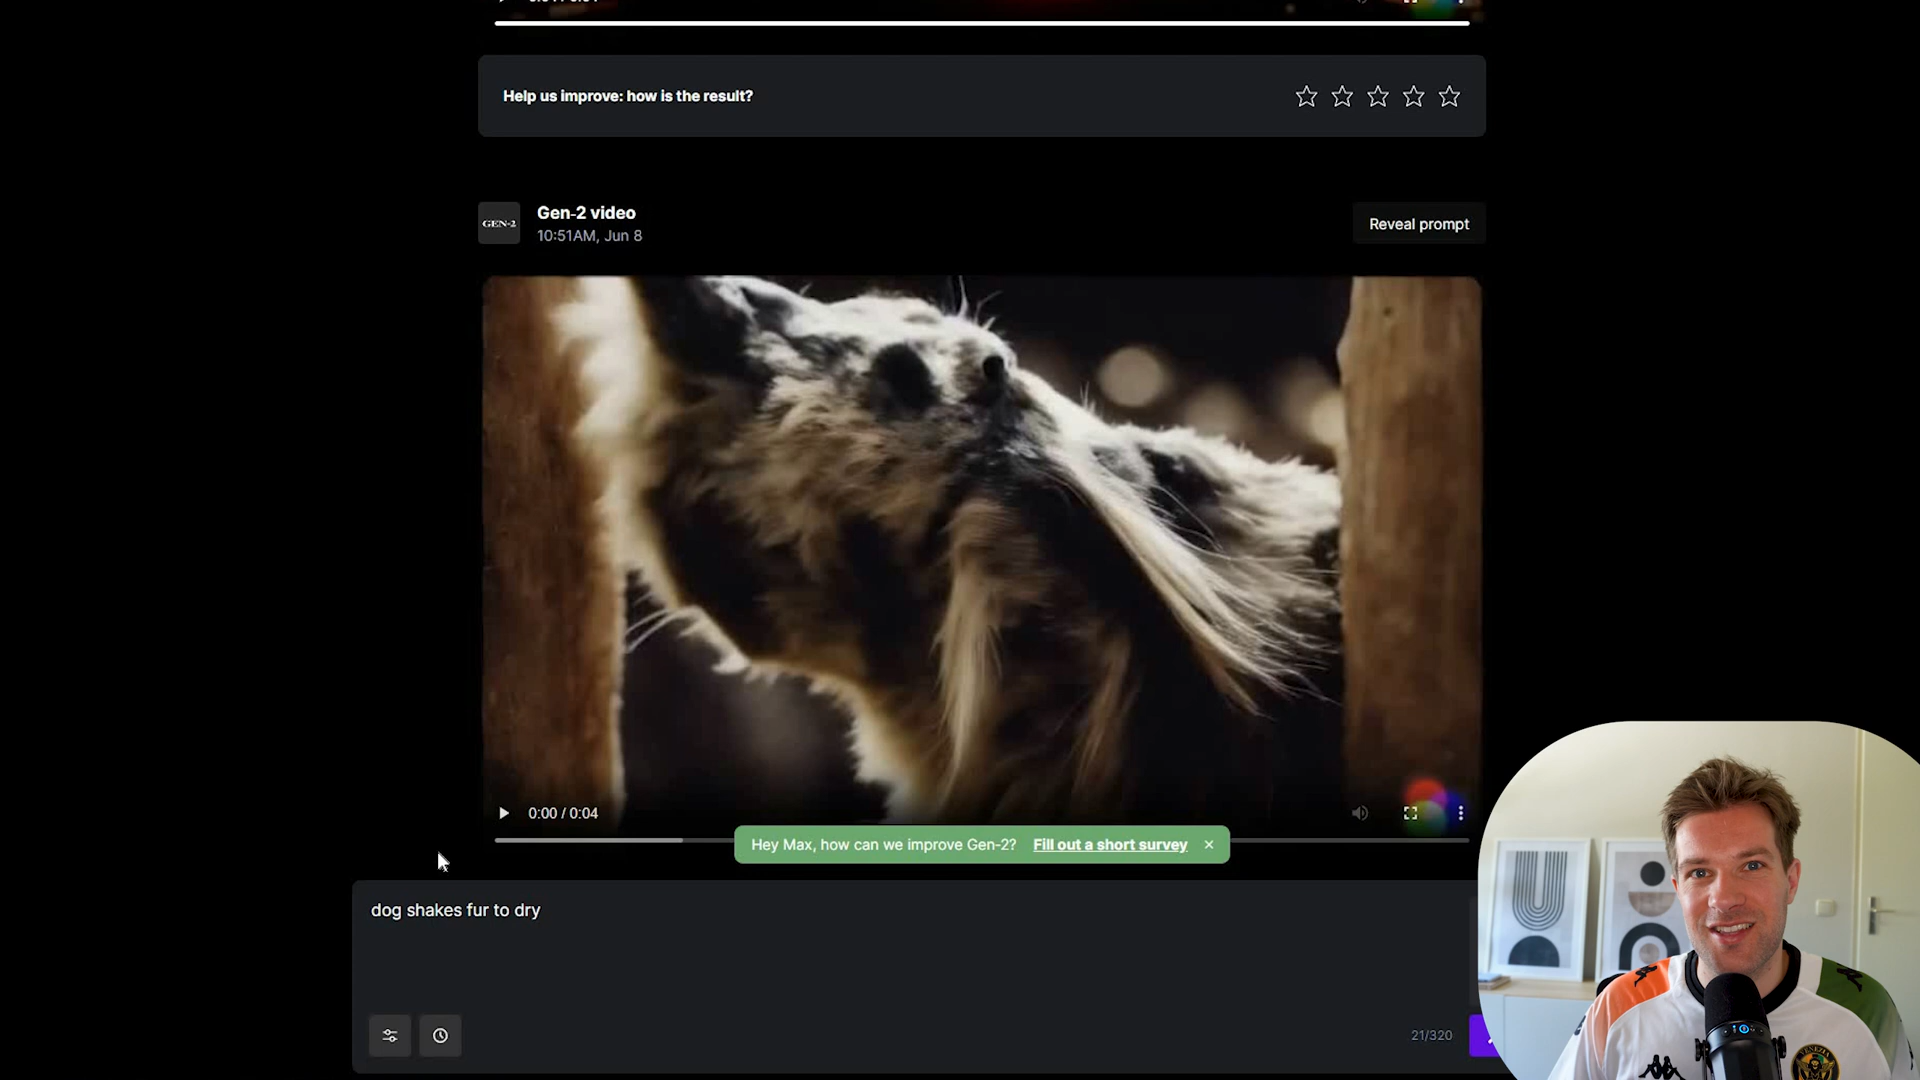 Help us improve: how is the result?
GEN-2
Gen-2 video
10:51AM, Jun 8
Reveal prompt
0:00 / 0:04
Hey Max, how can we improve Gen-2? Fill out a short survey
dog shakes fur to dry
21/320